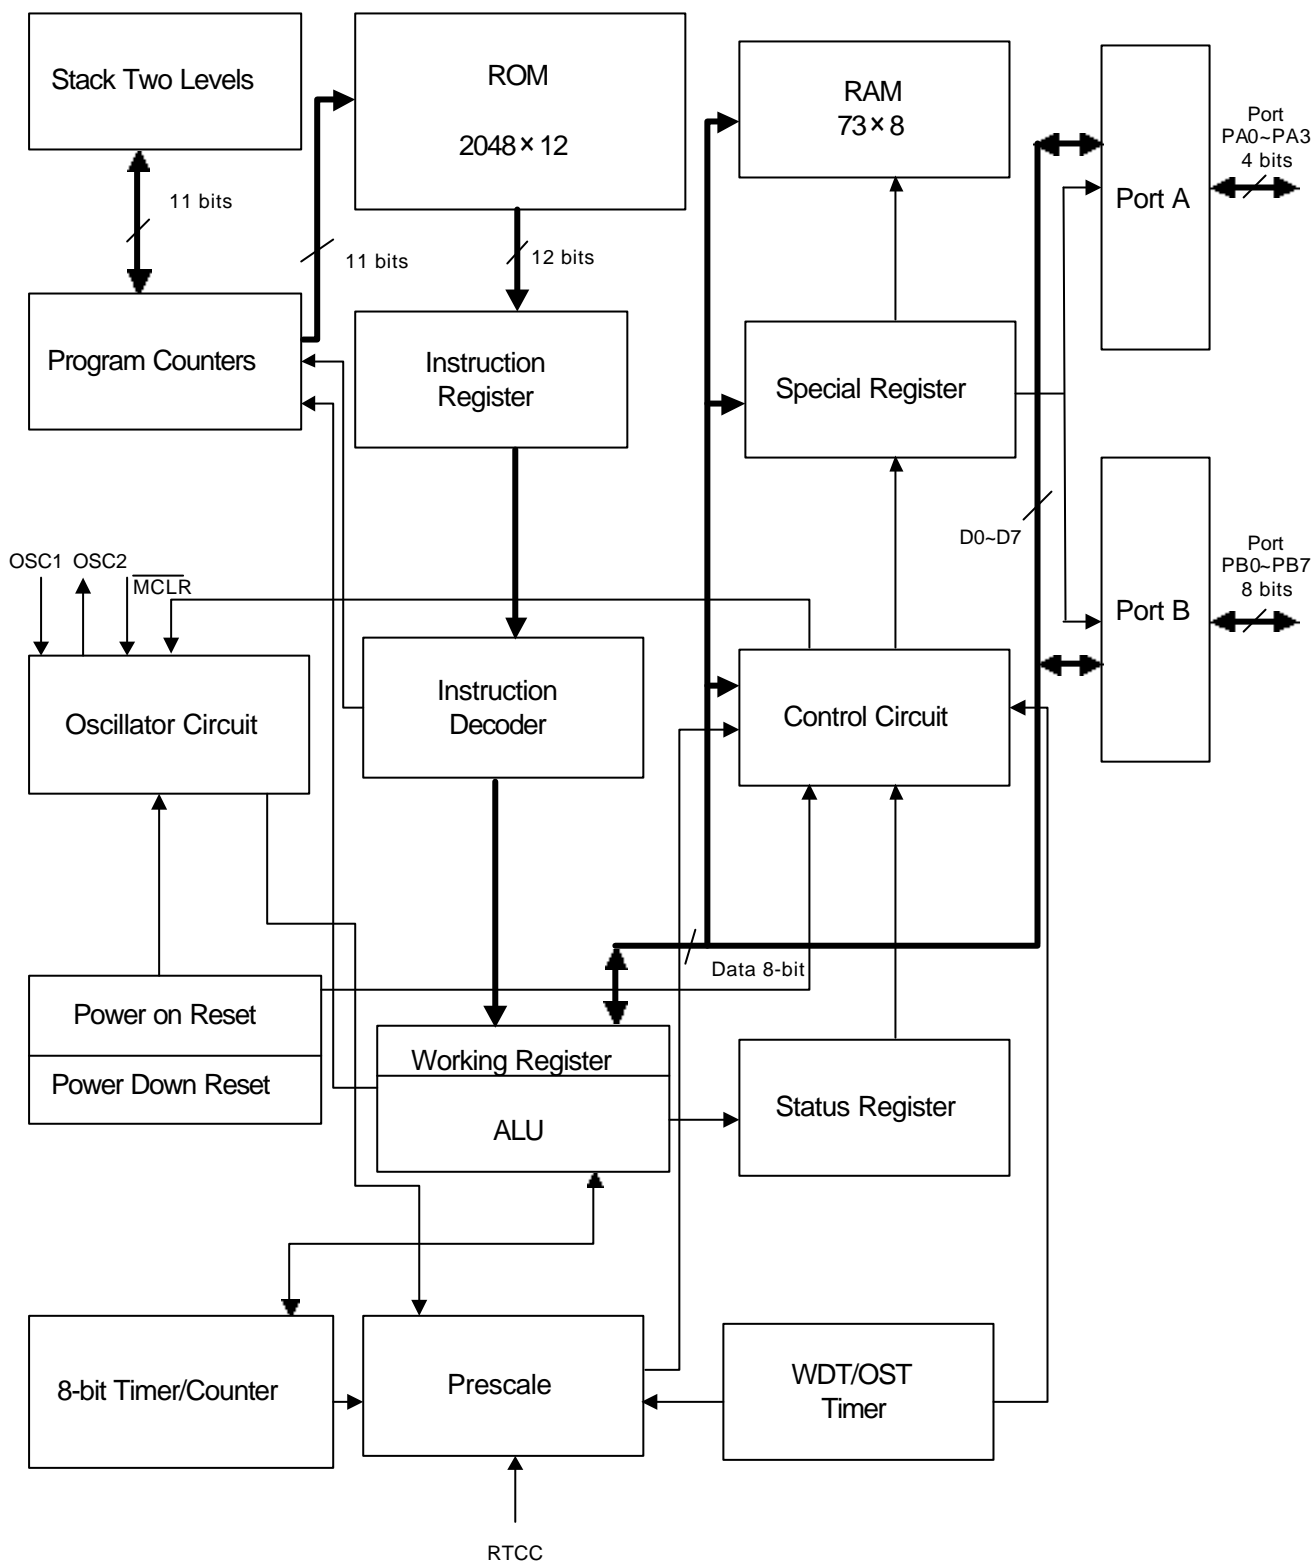 Stack Two Levels
ROM
2048×12
RAM
73×8
Port
PA0~PA3
4 bits
Port A
11 bits
11 bits
12 bits
Program Counters
Instruction
Register
Special Register
D0~D7
Port
PB0~PB7
8 bits
Port B
OSC1 OSC2
MCLR
Oscillator Circuit
Instruction
Decoder
Control Circuit
Data 8-bit
Power on Reset
Power Down Reset
Working Register
ALU
Status Register
8-bit Timer/Counter
Prescale
WDT/OST
Timer
RTCC